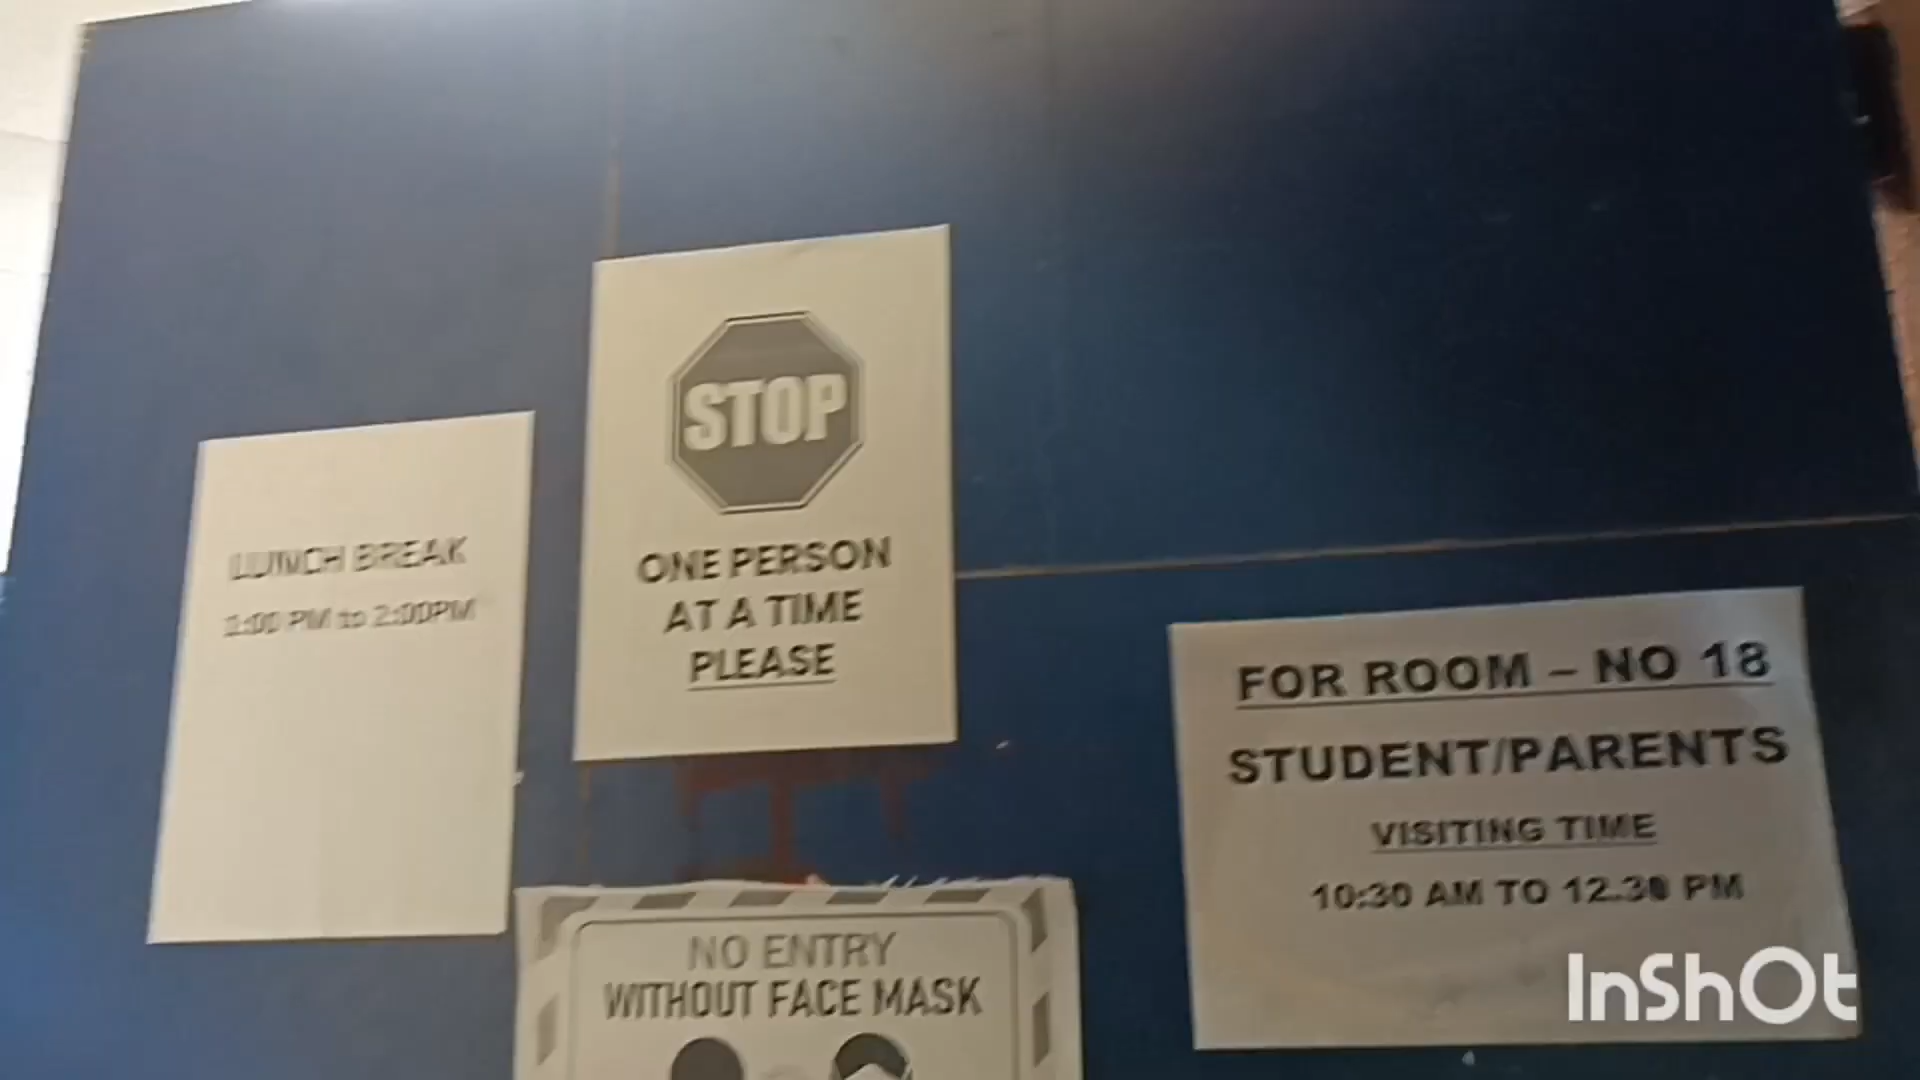 STOP
ONE PERSON
AT A TIME
PLEASE
LUNCH BREAK
1:00 PM to 2:00PM
FOR ROOM – NO 18
STUDENT/PARENTS
VISITING TIME
10:30 AM TO 12.30 PM
NO ENTRY
WITHOUT FACE MASK
InShOt